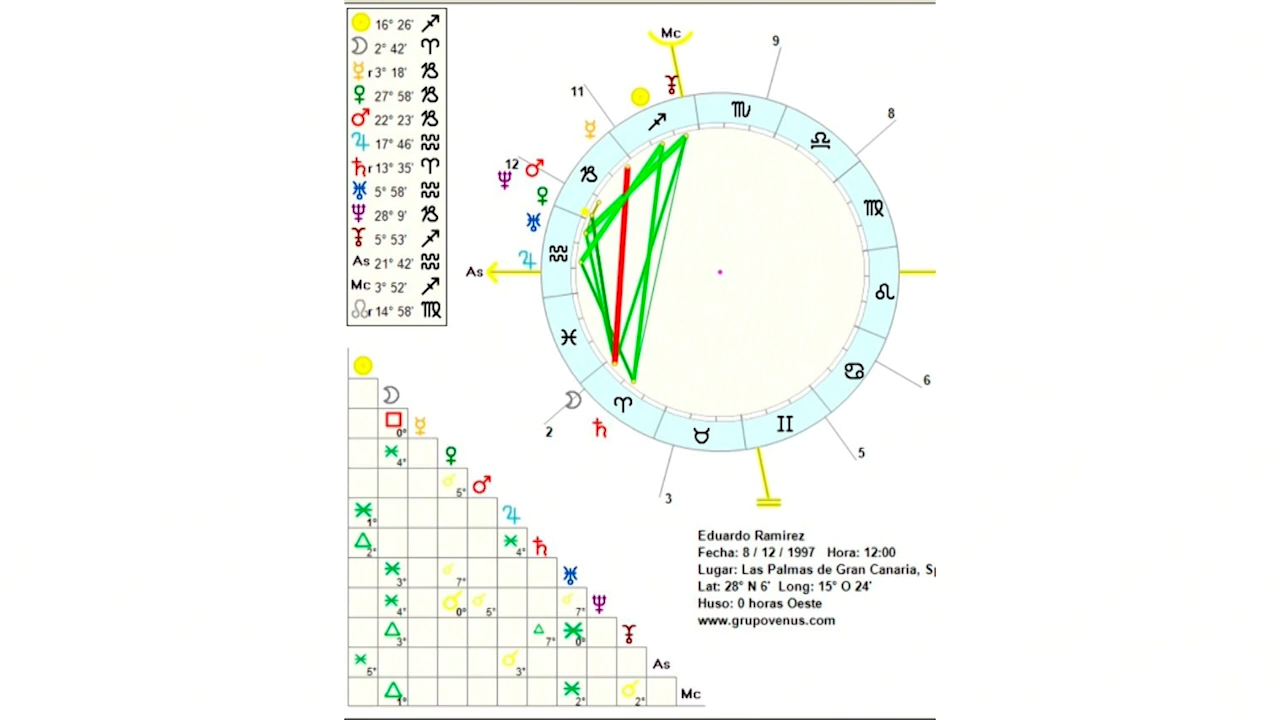 16° 26'
2° 42'
r 3° 18'
27° 58'
22° 23'
17° 46'
r 13° 35'
5° 58'
28° 9'
5° 53'
As 21° 42'
Mc 3° 52'
r 14° 58'
Mc
9
8
11
12
As
6
2
5
3
0°
4°
5°
1°
2° 4°
3° 7°
4° 0° 5° 7°
3° 7° 0°
As
5° 3°
Mc
1° 2° 2°
Eduardo Ramirez
Fecha: 8 / 12 / 1997 Hora: 12:00
Lugar: Las Palmas de Gran Canaria, Sp
Lat: 28° N 6' Long: 15° O 24'
Huso: 0 horas Oeste
www.grupovenus.com